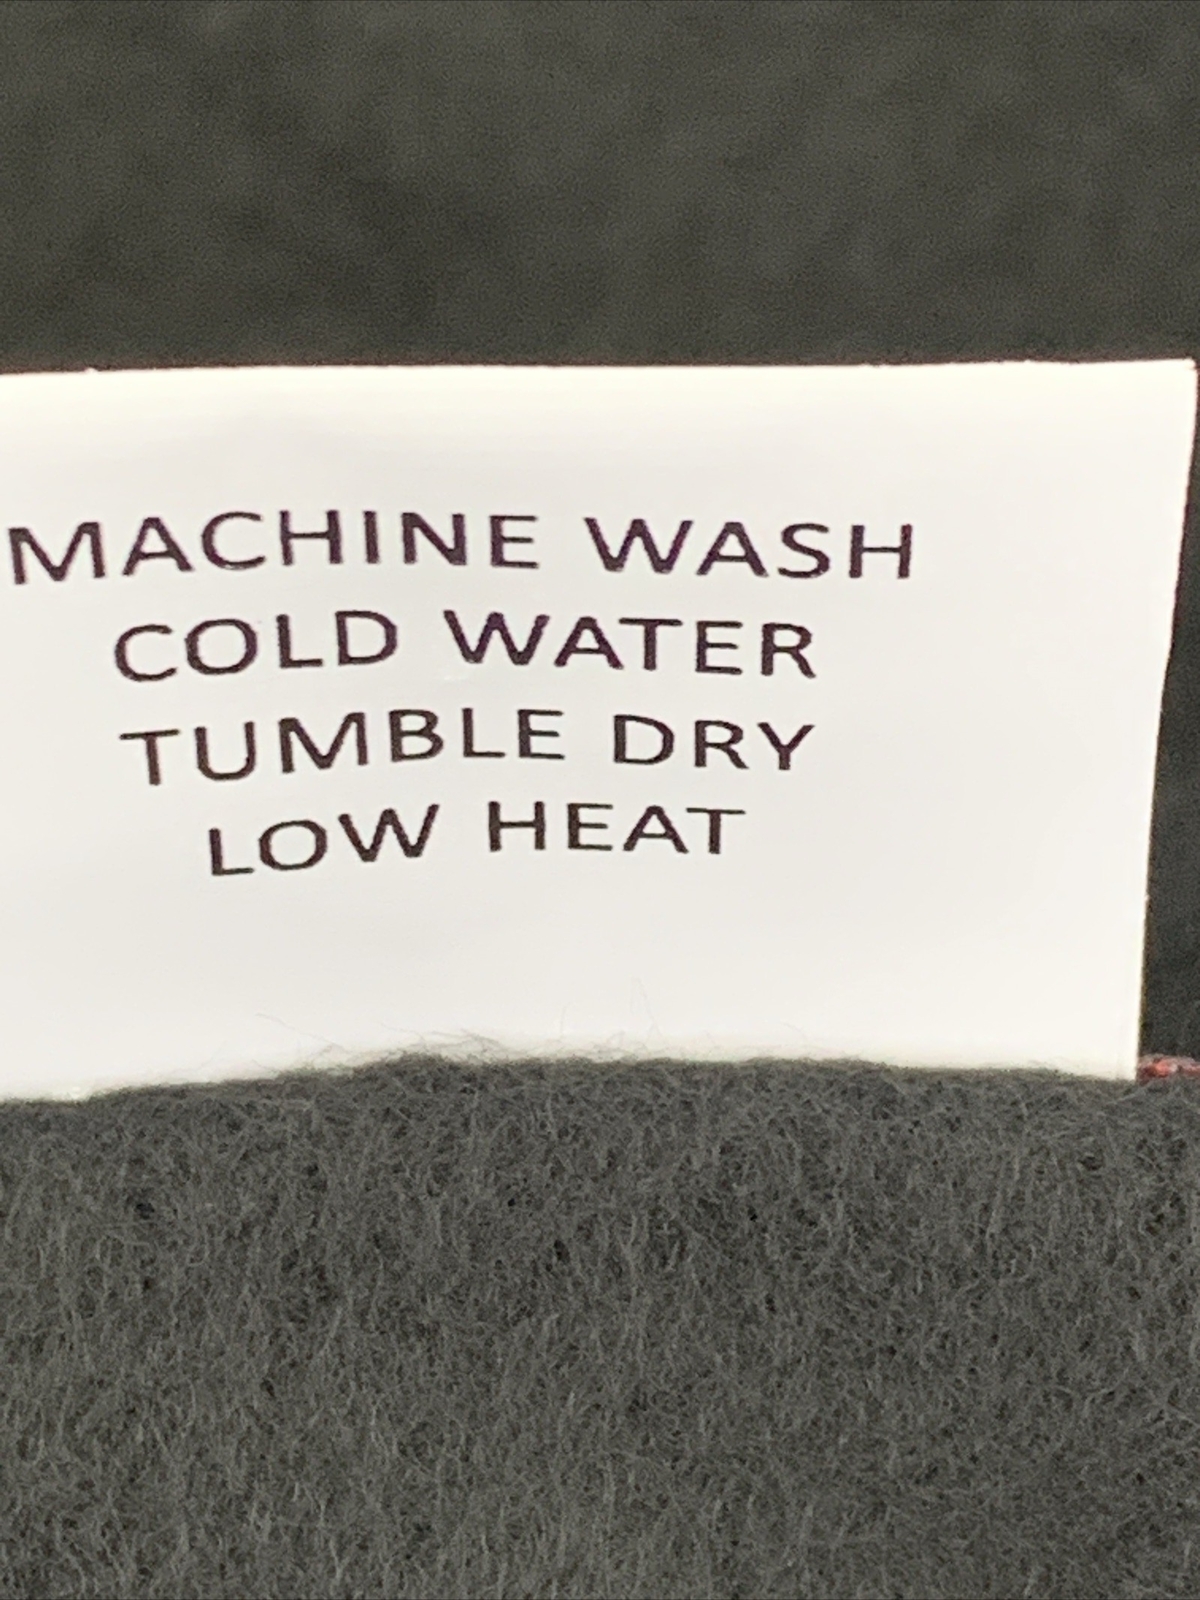 MACHINE WASH
COLD WATER
TUMBLE DRY
LOW HEAT